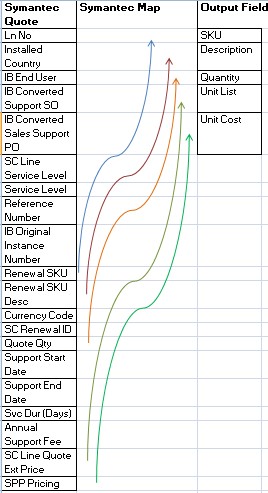 Symantec Quote
Symantec Map
Output Field
Ln No
SKU
Installed
Country
Description
IB End User
Quantity
IB Converted
Support SO
Unit List
IB Converted
Sales Support
PO
Unit Cost
SC Line
Service Level
Service Level
Reference
Number
IB Original
Instance
Number
Renewal SKU
Renewal SKU
Desc
Currency Code
SC Renewal ID
Quote Qty
Support Start
Date
Support End
Date
Svc Dur (Days)
Annual
Support Fee
SC Line Quote
Ext Price
SPP Pricing